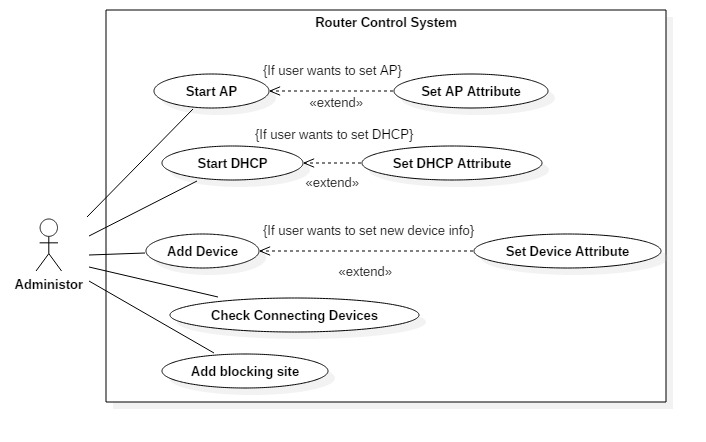 Router Control System
{If user wants to set AP}
Start AP
Set AP Attribute
«extend»
{If user wants to set DHCP}
Start DHCP
Set DHCP Attribute
«extend»
{If user wants to set new device info}
Add Device
Set Device Attribute
«extend»
Administor
Check Connecting Devices
Add blocking site